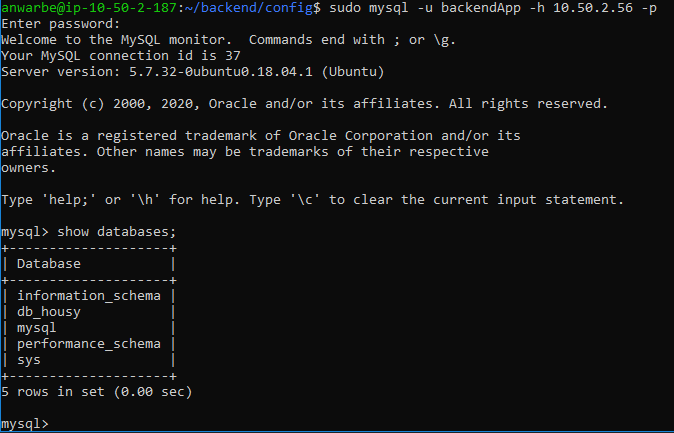 anwarbe@ip-10-50-2-187:~/backend/config$ sudo mysql -u backendApp -h 10.50.2.56 -p
Enter password:
Welcome to the MySQL monitor.  Commands end with ; or \g.
Your MySQL connection id is 37
Server version: 5.7.32-0ubuntu0.18.04.1 (Ubuntu)

Copyright (c) 2000, 2020, Oracle and/or its affiliates. All rights reserved.

Oracle is a registered trademark of Oracle Corporation and/or its
affiliates. Other names may be trademarks of their respective
owners.

Type 'help;' or '\h' for help. Type '\c' to clear the current input statement.

mysql> show databases;
+--------------------+
| Database           |
+--------------------+
| information_schema |
| db_housy           |
| mysql              |
| performance_schema |
| sys                |
+--------------------+
5 rows in set (0.00 sec)

mysql>